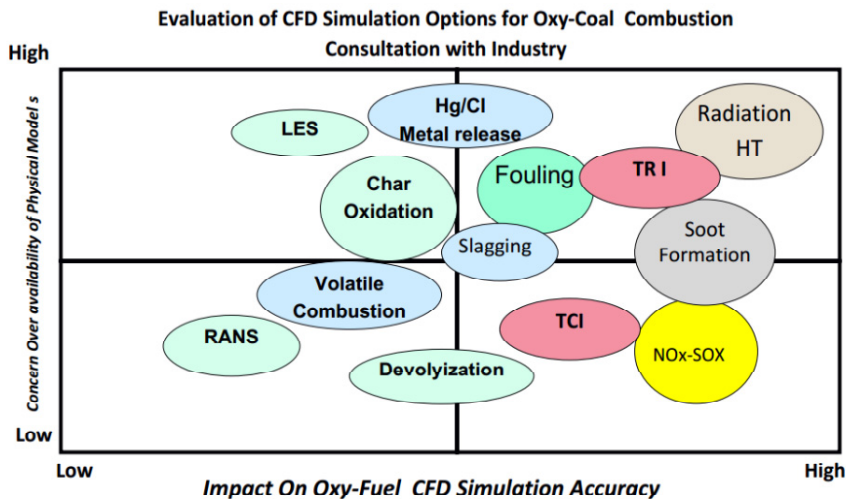 Evaluation of CFD Simulation Options for Oxy-Coal Combustion
Consultation with Industry
High
Concern Over availability of Physical Model s
Hg/Cl
Metal release
LES
Radiation
HT
Char
Oxidation
Fouling
TR I
Slagging
Soot
Formation
Volatile
Combustion
RANS
TCI
NOx-SOX
Devolyization
Low
Low
High
Impact On Oxy-Fuel CFD Simulation Accuracy